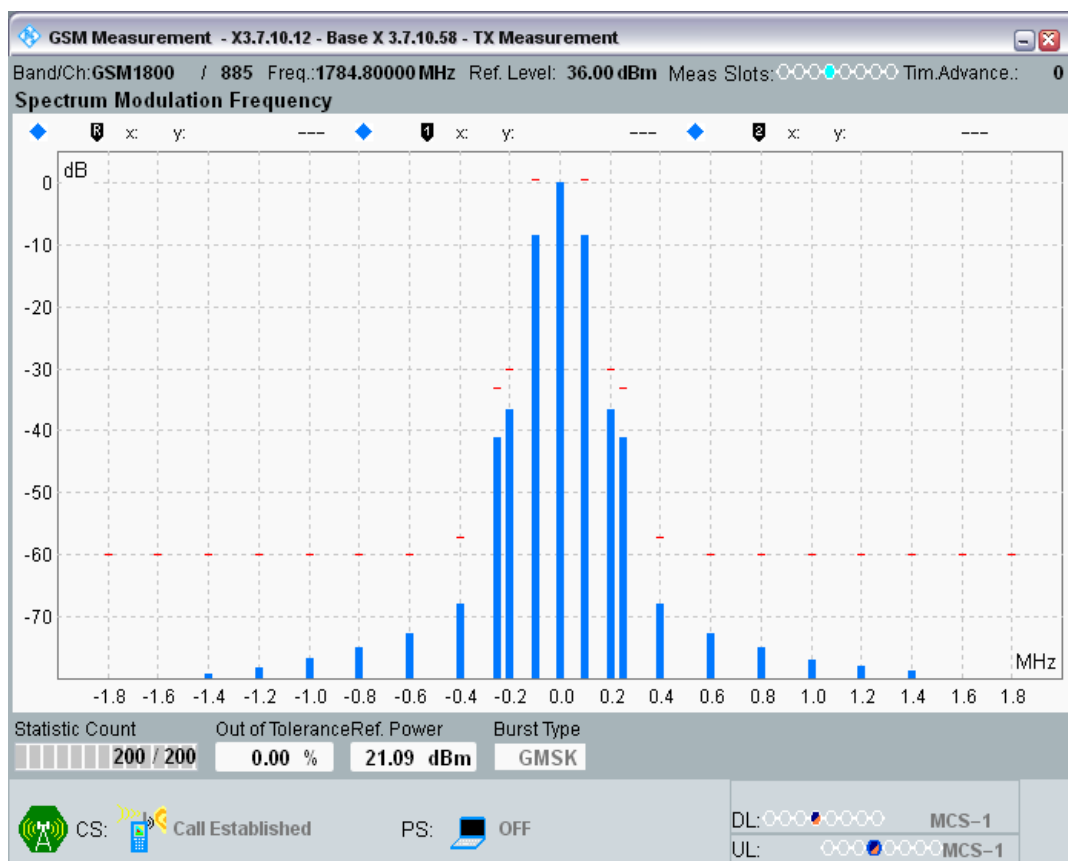 GSM Measurement - X3.7.10.12 - Base X 3.7.10.58 - TX Measurement
Band/Ch:GSM1800 / 885 Freq.:1784.80000 MHz Ref. Level: 36.00 dBm Meas Slots: Tim.Advance.: 0
Spectrum Modulation Frequency
R x: y: --- 1 x: y: --- 2 x: y: ---
dB
0
-10
-20
-30
-40
-50
-60
-70
MHz
-1.8 -1.6 -1.4 -1.2 -1.0 -0.8 -0.6 -0.4 -0.2 0.0 0.2 0.4 0.6 0.8 1.0 1.2 1.4 1.6 1.8
Statistic Count Out of Tolerance Ref. Power Burst Type
200 / 200 0.00 % 21.09 dBm GMSK
CS: Call Established PS: OFF
DL: MCS-1
UL: MCS-1